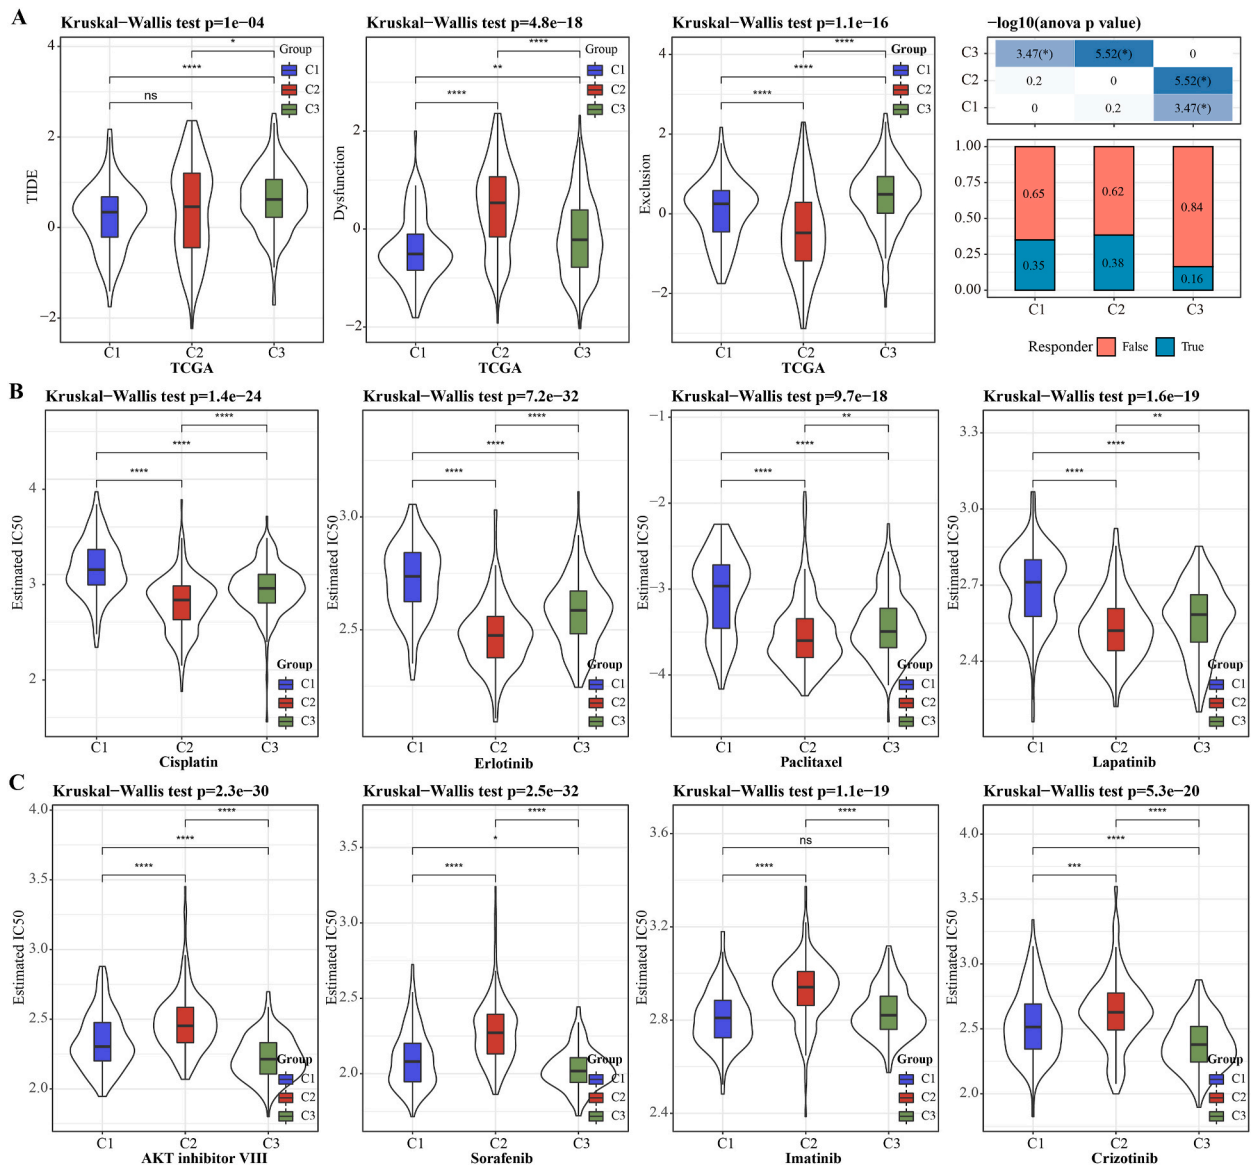 A
Kruskal−Wallis test p=1e−04
TIDE
4
2
0
−2
ns
****
*
Group
C1
C2
C3
C1
C2
C3
TCGA
Kruskal−Wallis test p=4.8e−18
Dysfunction
2
0
−2
****
**
****
Group
C1
C2
C3
C1
C2
C3
TCGA
Kruskal−Wallis test p=1.1e−16
Exclusion
4
2
0
−2
****
****
****
Group
C1
C2
C3
C1
C2
C3
TCGA
−log10(anova p value)
C3
3.47(*)
5.52(*)
0
C2
0.2
0
5.52(*)
C1
0
0.2
3.47(*)
1.00
0.75
0.50
0.25
0.00
0.65
0.62
0.84
0.35
0.38
0.16
C1
C2
C3
Responder
False
True
B
Kruskal−Wallis test p=1.4e−24
Estimated IC50
4
3
2
****
****
****
Group
C1
C2
C3
C1
C2
C3
Cisplatin
Kruskal−Wallis test p=7.2e−32
Estimated IC50
3.0
2.5
****
****
****
Group
C1
C2
C3
C1
C2
C3
Erlotinib
Kruskal−Wallis test p=9.7e−18
Estimated IC50
−1
−2
−3
−4
****
****
**
Group
C1
C2
C3
C1
C2
C3
Paclitaxel
Kruskal−Wallis test p=1.6e−19
Estimated IC50
3.3
3.0
2.7
2.4
****
****
**
Group
C1
C2
C3
C1
C2
C3
Lapatinib
C
Kruskal−Wallis test p=2.3e−30
Estimated IC50
4.0
3.5
3.0
2.5
2.0
****
****
****
Group
C1
C2
C3
C1
C2
C3
AKT inhibitor VIII
Kruskal−Wallis test p=2.5e−32
Estimated IC50
3.5
3.0
2.5
2.0
****
*
****
Group
C1
C2
C3
C1
C2
C3
Sorafenib
Kruskal−Wallis test p=1.1e−19
Estimated IC50
3.6
3.2
2.8
2.4
****
ns
****
Group
C1
C2
C3
C1
C2
C3
Imatinib
Kruskal−Wallis test p=5.3e−20
Estimated IC50
4.0
3.5
3.0
2.5
2.0
***
****
****
Group
C1
C2
C3
C1
C2
C3
Crizotinib